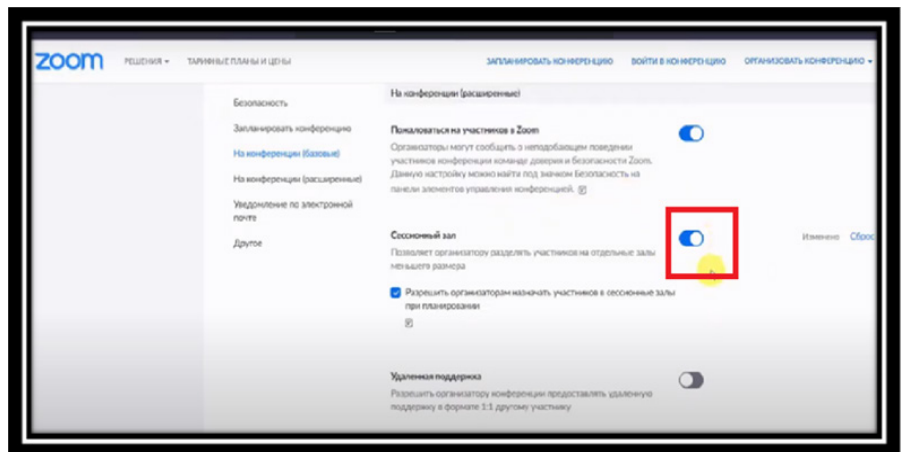 zoom РЕШЕНИЯ ТАРИФНЫЕ ПЛАНЫ И ЦЕНЫ ЗАПЛАНИРОВАТЬ КОНФЕРЕНЦИЮ ВОЙТИ В КОНФЕРЕНЦИЮ ОРГАНИЗОВАТЬ КОНФЕРЕНЦИЮ
Безопасность
Запланировать конференцию
На конференции (базовые)
На конференции (расширенные)
Уведомление по электронной
почте
Другое
На конференции (расширенные)
Пожаловаться на участников в Zoom
Организаторы могут сообщить о неподобающем поведении
участников конференции команде доверия и безопасности Zoom.
Данную настройку можно найти под значком Безопасность на
панели элементов управления конференцией.
Сессионный зал
Позволяет организатору разделять участников на отдельные залы
меньшего размера
Изменено Сброс
Разрешить организаторам назначать участников в сессионные залы
при планировании
Удаленная поддержка
Разрешить организатору конференции предоставлять удаленную
поддержку в формате 1:1 другому участнику